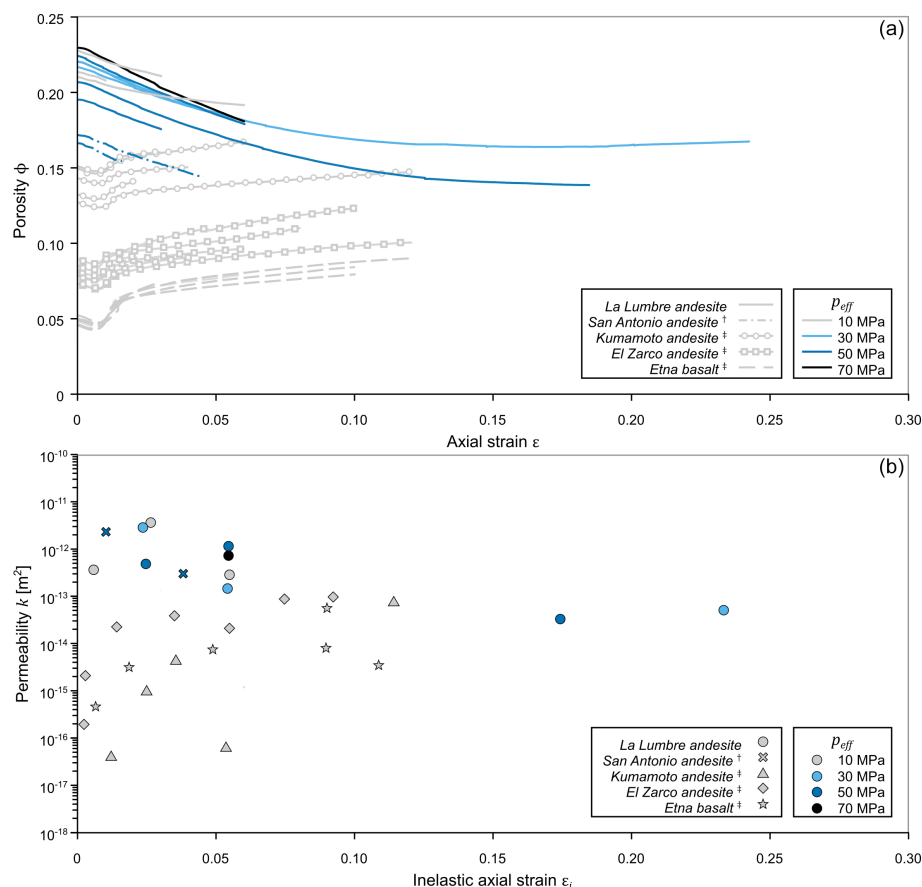 (a)
0.25
0.20
0.15
0.10
0.05
0
Porosity ϕ
0 0.05 0.10 0.15 0.20 0.25 0.30
Axial strain ε
La Lumbre andesite
San Antonio andesite †
Kumamoto andesite ‡
El Zarco andesite ‡
Etna basalt ‡
p_eff
10 MPa
30 MPa
50 MPa
70 MPa
(b)
10⁻¹⁰
10⁻¹¹
10⁻¹²
10⁻¹³
10⁻¹⁴
10⁻¹⁵
10⁻¹⁶
10⁻¹⁷
10⁻¹⁸
Permeability k [m²]
0 0.05 0.10 0.15 0.20 0.25 0.30
Inelastic axial strain εᵢ
La Lumbre andesite
San Antonio andesite †
Kumamoto andesite ‡
El Zarco andesite ‡
Etna basalt ‡
p_eff
10 MPa
30 MPa
50 MPa
70 MPa